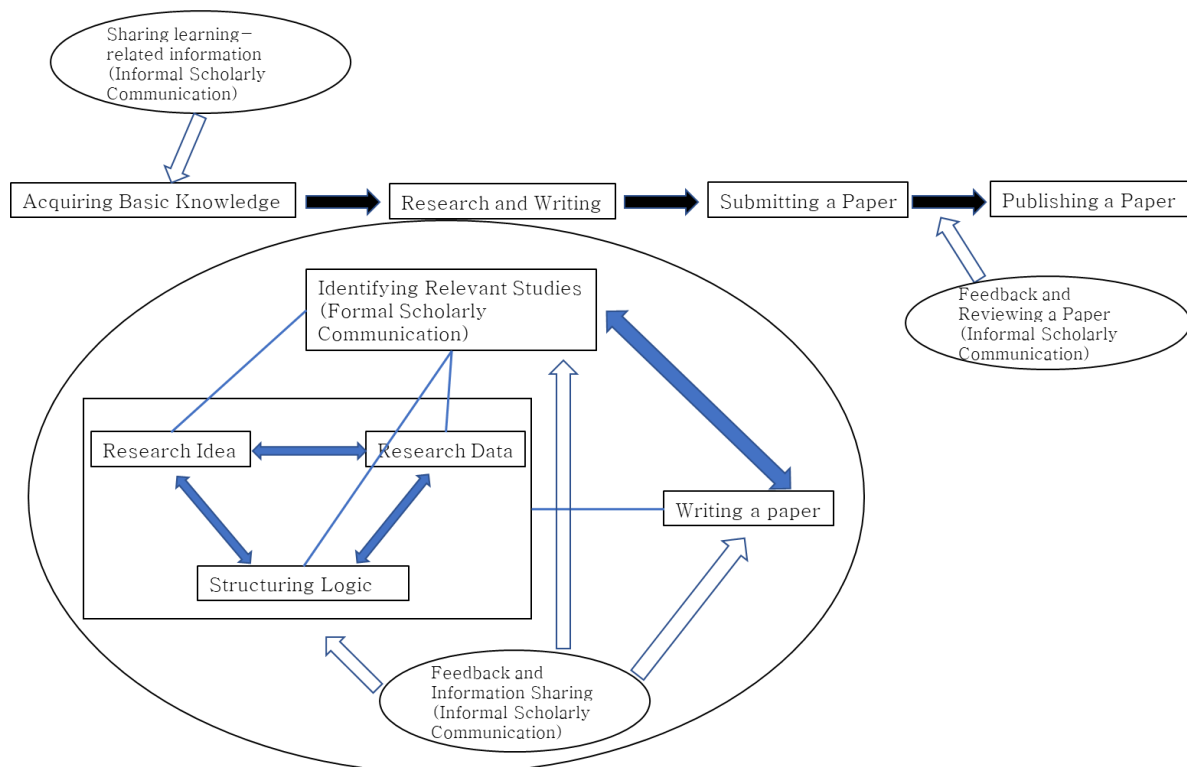 Sharing learning-
related information
(Informal Scholarly
Communication)
Acquiring Basic Knowledge
Research and Writing
Submitting a Paper
Publishing a Paper
Identifying Relevant Studies
(Formal Scholarly
Communication)
Feedback and
Reviewing a Paper
(Informal Scholarly
Communication)
Research Idea
Research Data
Writing a paper
Structuring Logic
Feedback and
Information Sharing
(Informal Scholarly
Communication)